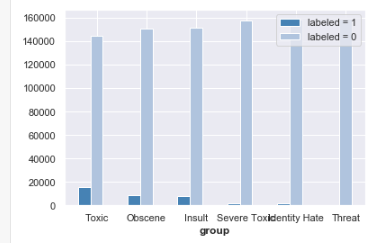 160000
labeled = 1
labeled = 0
140000
120000
100000
80000
60000
40000
20000
0
Toxic Obscene Insult Severe Toxic Identity Hate Threat
group